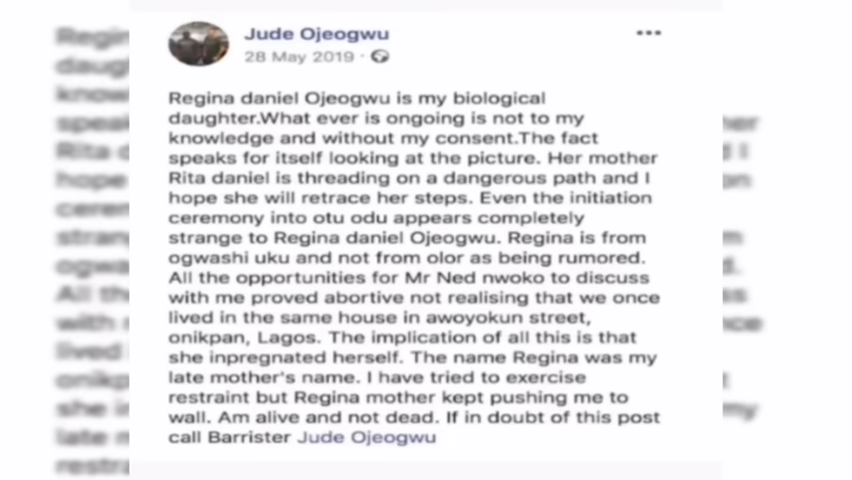 Jude Ojeogwu
28 May 2019 ·
Regina daniel Ojeogwu is my biological
daughter.What ever is ongoing is not to my
knowledge and without my consent.The fact
speaks for itself looking at the picture. Her mother
Rita daniel is threading on a dangerous path and I
hope she will retrace her steps. Even the initiation
ceremony into otu odu appears completely
strange to Regina daniel Ojeogwu. Regina is from
ogwashi uku and not from olor as being rumored.
All the opportunities for Mr Ned nwoko to discuss
with me proved abortive not realising that we once
lived in the same house in awoyokun street,
onikpan, Lagos. The implication of all this is that
she inpregnated herself. The name Regina was my
late mother's name. I have tried to exercise
restraint but Regina mother kept pushing me to
wall. Am alive and not dead. If in doubt of this post
call Barrister Jude Ojeogwu